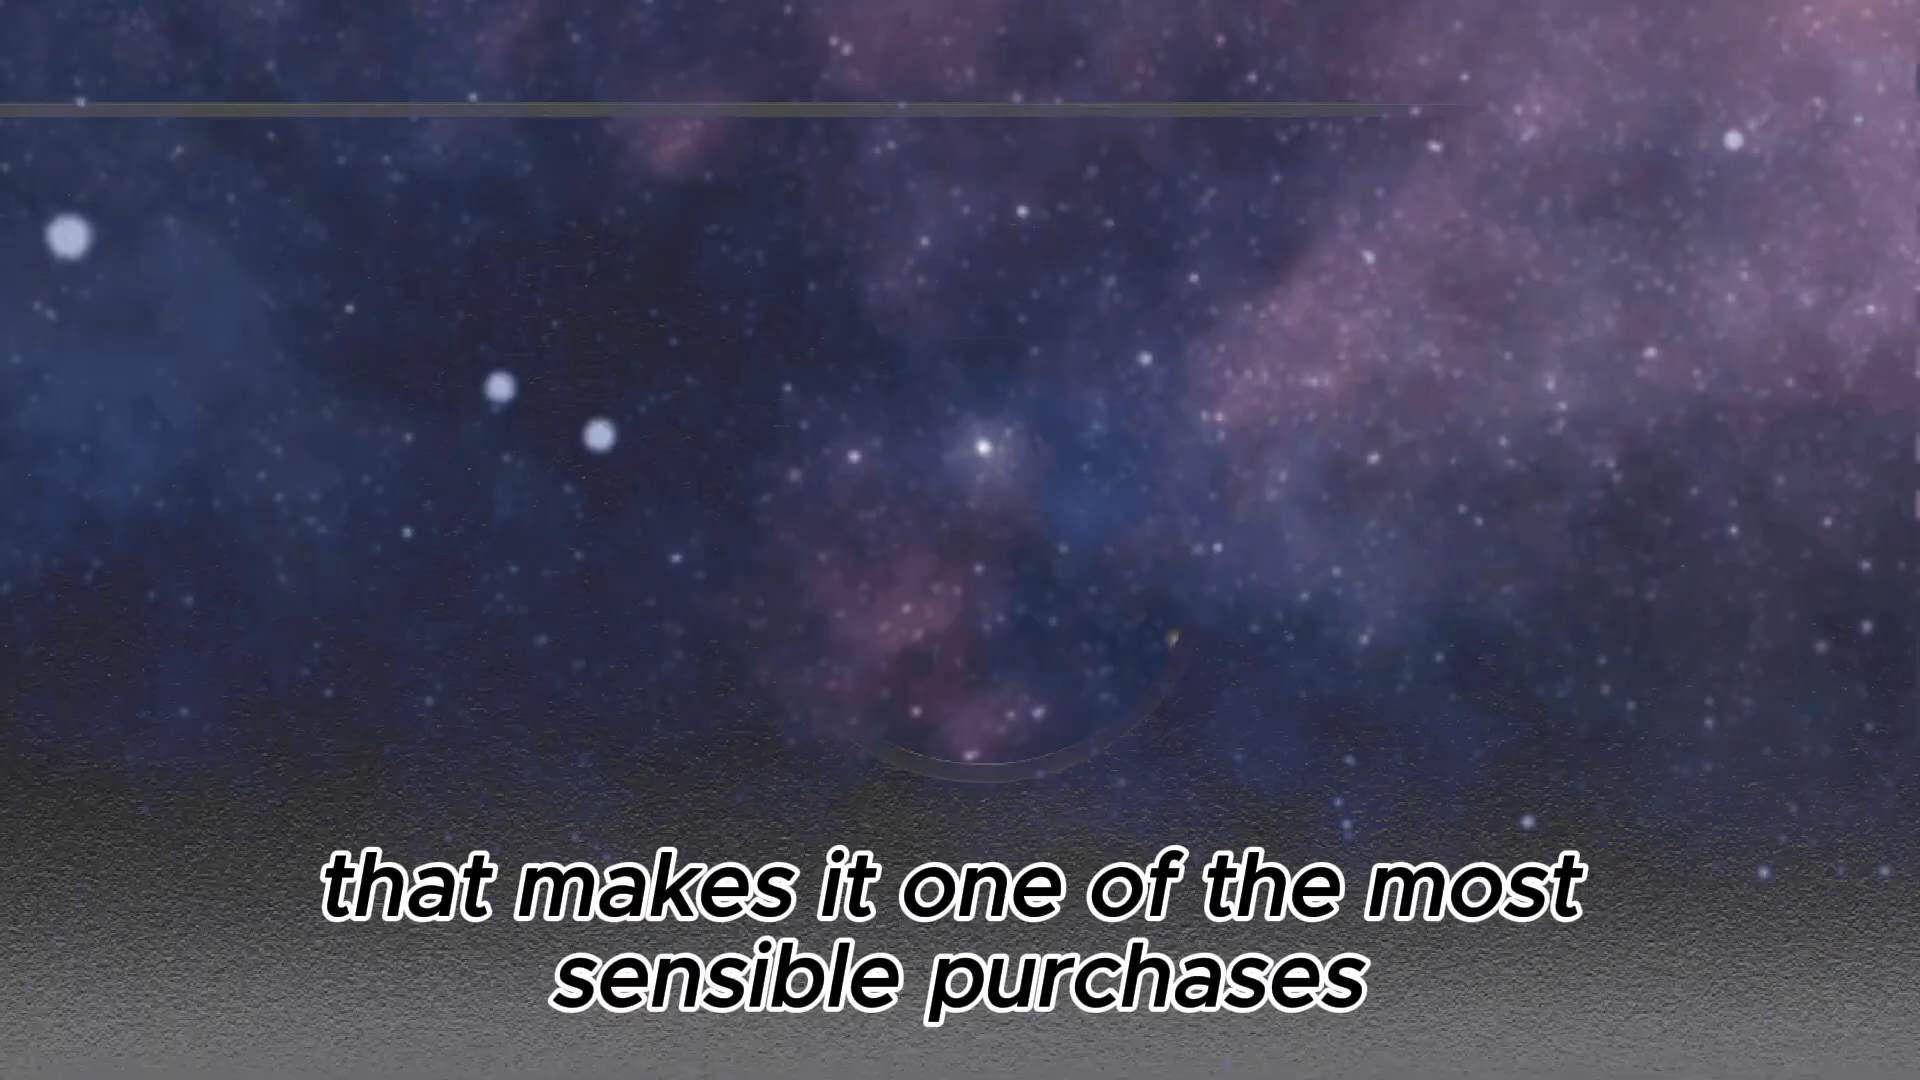 that makes it one of the most
sensible purchases